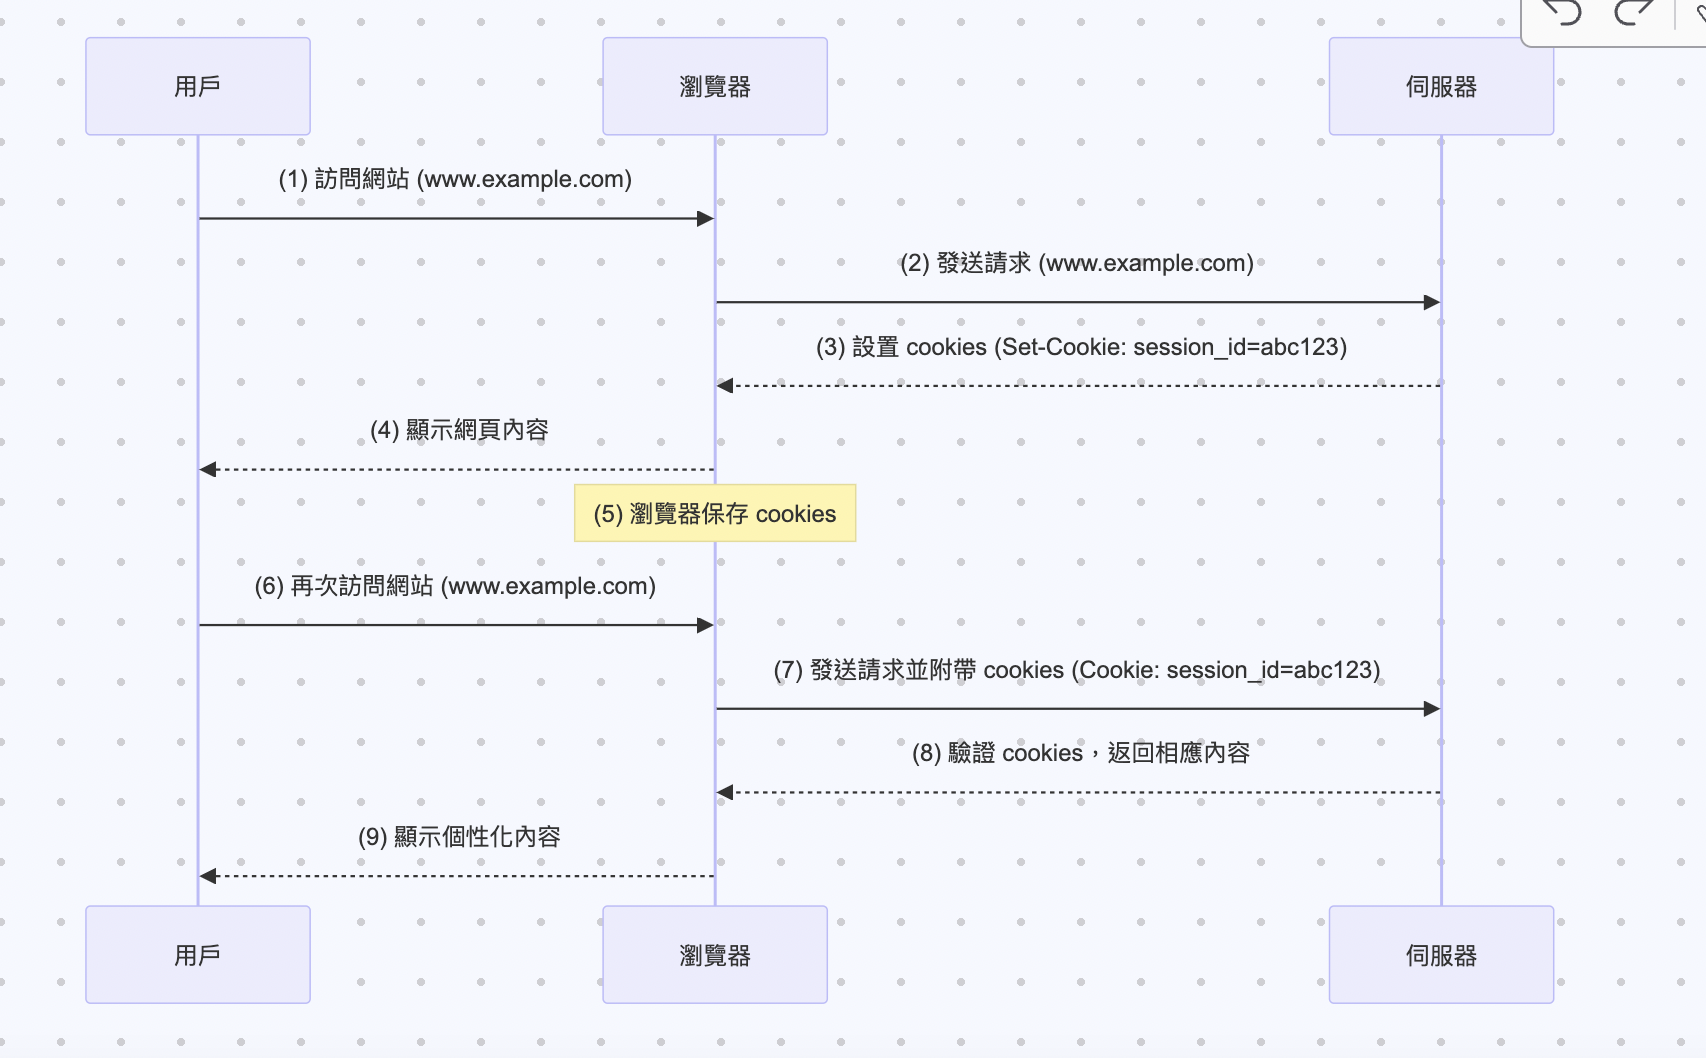 用戶
瀏覽器
伺服器
(1) 訪問網站 (www.example.com)
(2) 發送請求 (www.example.com)
(3) 設置 cookies (Set-Cookie: session_id=abc123)
(4) 顯示網頁內容
(5) 瀏覽器保存 cookies
(6) 再次訪問網站 (www.example.com)
(7) 發送請求並附帶 cookies (Cookie: session_id=abc123)
(8) 驗證 cookies，返回相應內容
(9) 顯示個性化內容
用戶
瀏覽器
伺服器